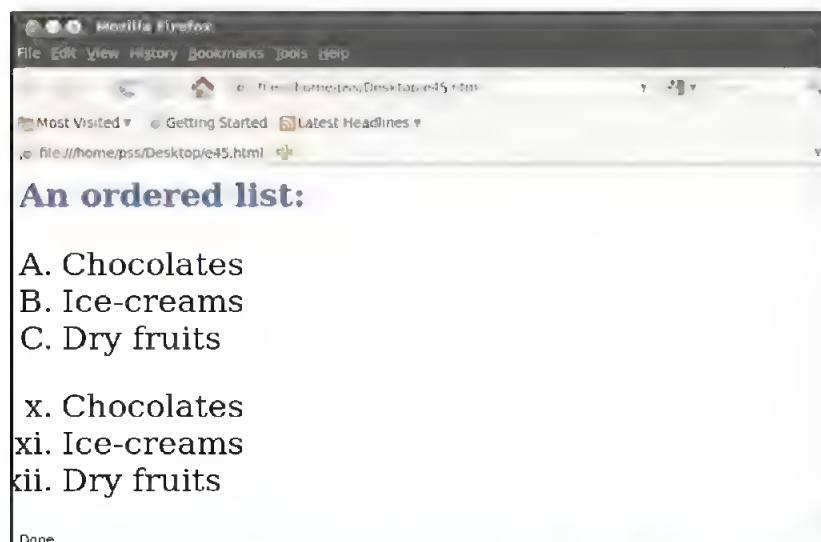 Mozilla Firefox
File Edit View History Bookmarks Tools Help
Most Visited Getting Started Latest Headlines
file:///home/pss/Desktop/e45.html
An ordered list:
A. Chocolates
B. Ice-creams
C. Dry fruits
x. Chocolates
xi. Ice-creams
xii. Dry fruits
Done